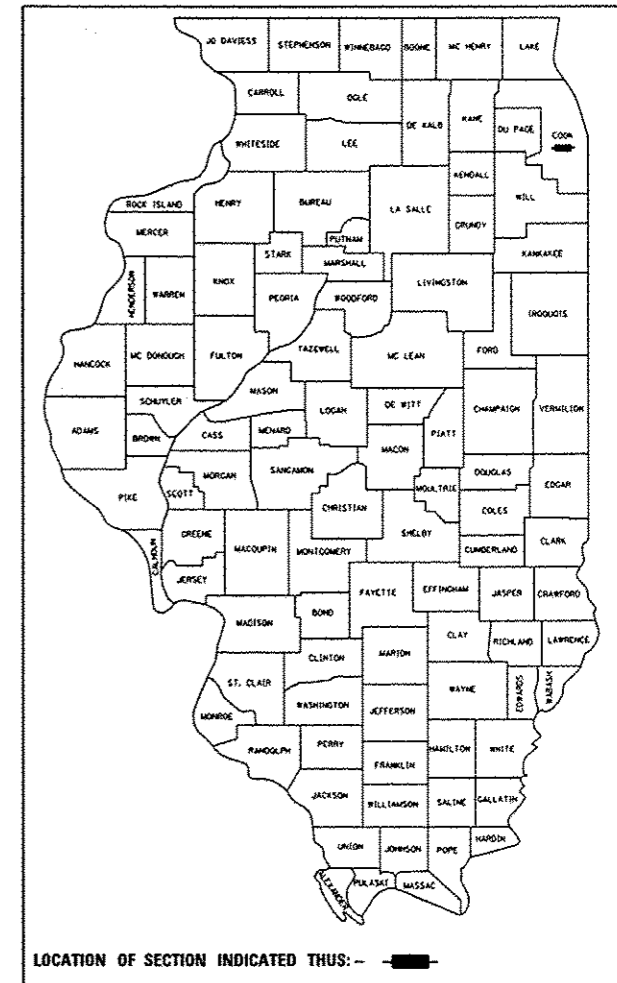 JO DAVIESS STEPHENSON WINNEBAGO BOONE MC HENRY LAKE
CARROLL OGLE DE KALB KANE DU PAGE COOK
WHITESIDE LEE
KENDALL
ROCK ISLAND HENRY BUREAU LA SALLE GRUNDY WILL
MERCER PUTNAM
STARK MARSHALL KANKAKEE
HENDERSON WARREN KNOX PEORIA WOODFORD LIVINGSTON IROQUOIS
HANCOCK MC DONOUGH FULTON TAZEWELL MC LEAN FORD
SCHUYLER MASON LOGAN DE WITT CHAMPAIGN VERMILION
ADAMS BROWN CASS MENARD MACON PIATT
PIKE SCOTT MORGAN SANGAMON CHRISTIAN MOULTRIE DOUGLAS EDGAR
COLES
CALHOUN GREENE MACOUPIN MONTGOMERY SHELBY CUMBERLAND CLARK
JERSEY FAYETTE EFFINGHAM JASPER CRAWFORD
MADISON BOND
CLAY RICHLAND LAWRENCE
ST. CLAIR CLINTON MARION WAYNE EDWARDS WABASH
MONROE WASHINGTON JEFFERSON
RANDOLPH PERRY HAMILTON WHITE
FRANKLIN
JACKSON WILLIAMSON SALINE GALLATIN
UNION JOHNSON POPE HARDIN
ALEXANDER PULASKI MASSAC
LOCATION OF SECTION INDICATED THUS: -